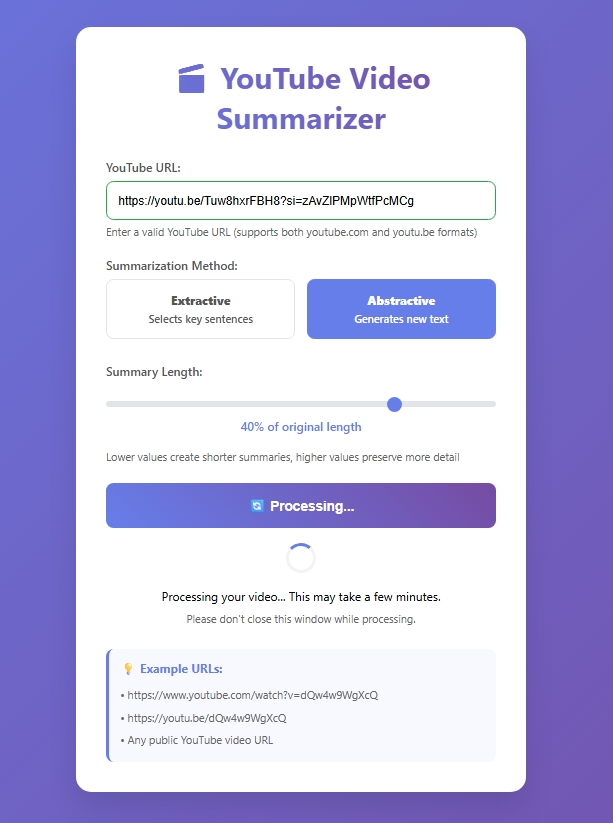 🎬 YouTube Video
Summarizer
YouTube URL:
https://youtu.be/Tuw8hxrFBH8?si=zAvZIPMpWtfPcMCg
Enter a valid YouTube URL (supports both youtube.com and youtu.be formats)
Summarization Method:
Extractive
Selects key sentences
Abstractive
Generates new text
Summary Length:
40% of original length
Lower values create shorter summaries, higher values preserve more detail
🔄 Processing...
Processing your video... This may take a few minutes.
Please don't close this window while processing.
💡 Example URLs:
• https://www.youtube.com/watch?v=dQw4w9WgXcQ
• https://youtu.be/dQw4w9WgXcQ
• Any public YouTube video URL